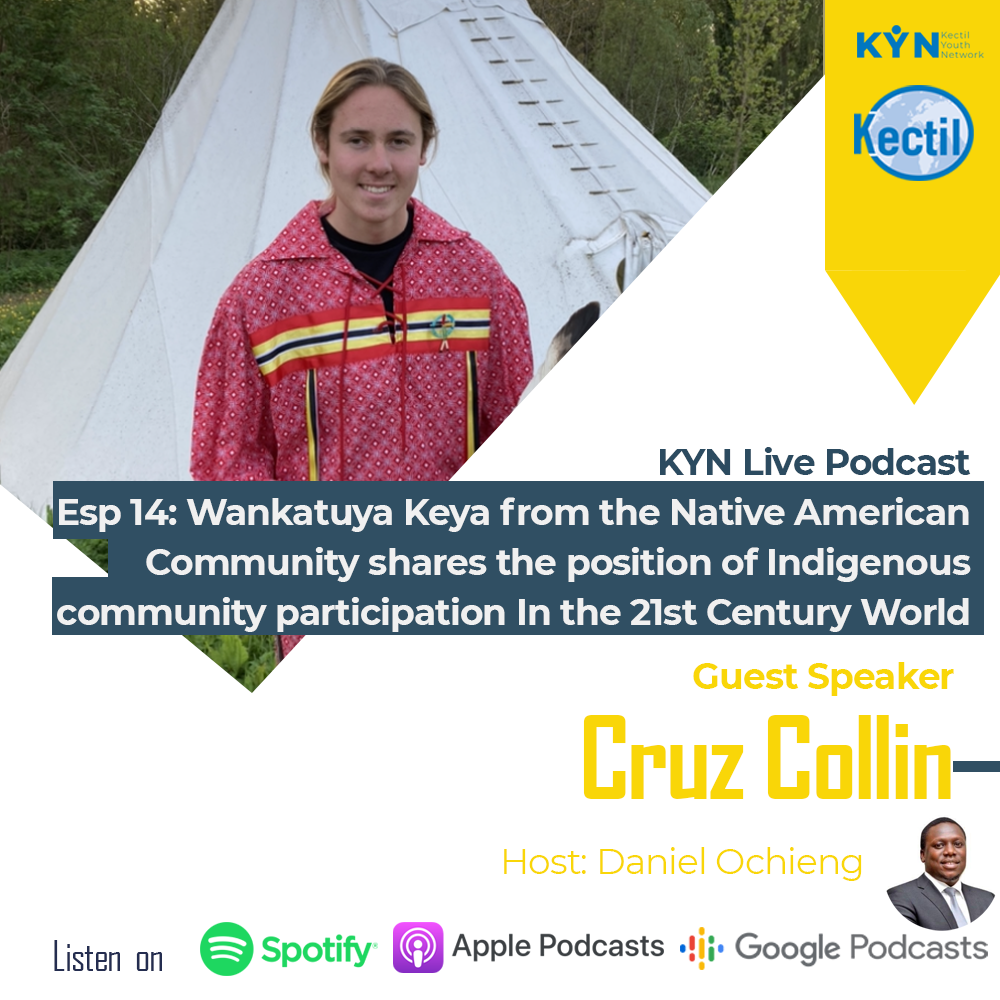 KYN Kectil
Youth
Network
Kectil
KYN Live Podcast
Esp 14: Wankatuya Keya from the Native American
Community shares the position of Indigenous
community participation In the 21st Century World
Guest Speaker
Cruz Collin
Host: Daniel Ochieng
Listen on Spotify Apple Podcasts Google Podcasts